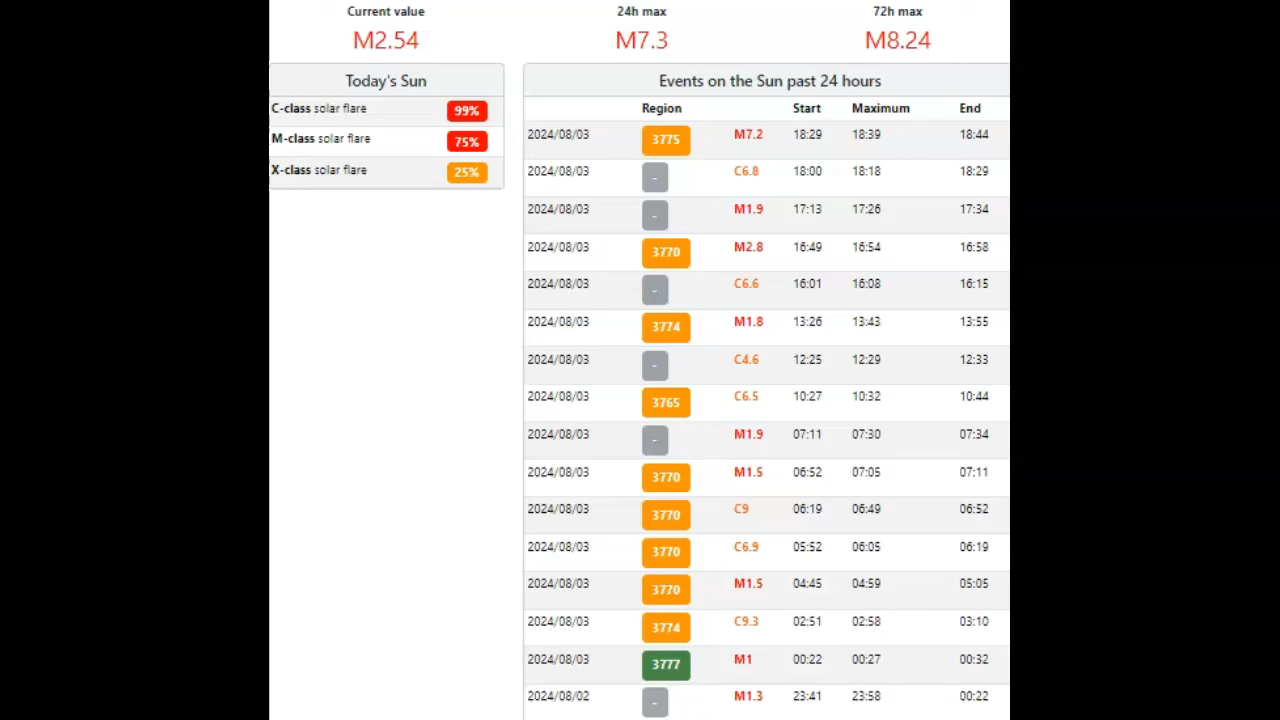 Current value 24h max 72h max
M2.54 M7.3 M8.24
Today's Sun
C-class solar flare 99%
M-class solar flare 75%
X-class solar flare 25%
Events on the Sun past 24 hours
Region Start Maximum End
2024/08/03 3775 M7.2 18:29 18:39 18:44
2024/08/03 - C6.8 18:00 18:18 18:29
2024/08/03 - M1.9 17:13 17:26 17:34
2024/08/03 3770 M2.8 16:49 16:54 16:58
2024/08/03 - C6.6 16:01 16:08 16:15
2024/08/03 3774 M1.8 13:26 13:43 13:55
2024/08/03 - C4.6 12:25 12:29 12:33
2024/08/03 3765 C6.5 10:27 10:32 10:44
2024/08/03 - M1.9 07:11 07:30 07:34
2024/08/03 3770 M1.5 06:52 07:05 07:11
2024/08/03 3770 C9 06:19 06:49 06:52
2024/08/03 3770 C6.9 05:52 06:05 06:19
2024/08/03 3770 M1.5 04:45 04:59 05:05
2024/08/03 3774 C9.3 02:51 02:58 03:10
2024/08/03 3777 M1 00:22 00:27 00:32
2024/08/02 - M1.3 23:41 23:58 00:22